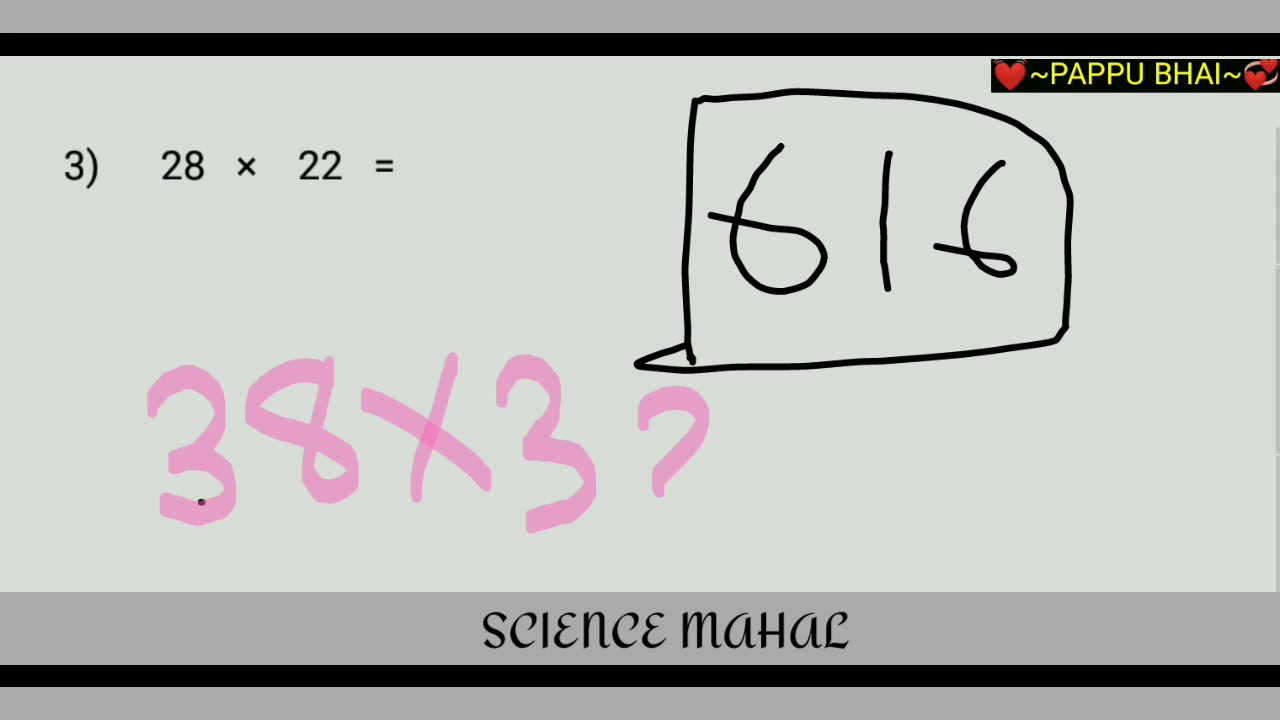 ~PAPPU BHAI~
3) 28 × 22 =
616
38×3?
SCIENCE MAHAL